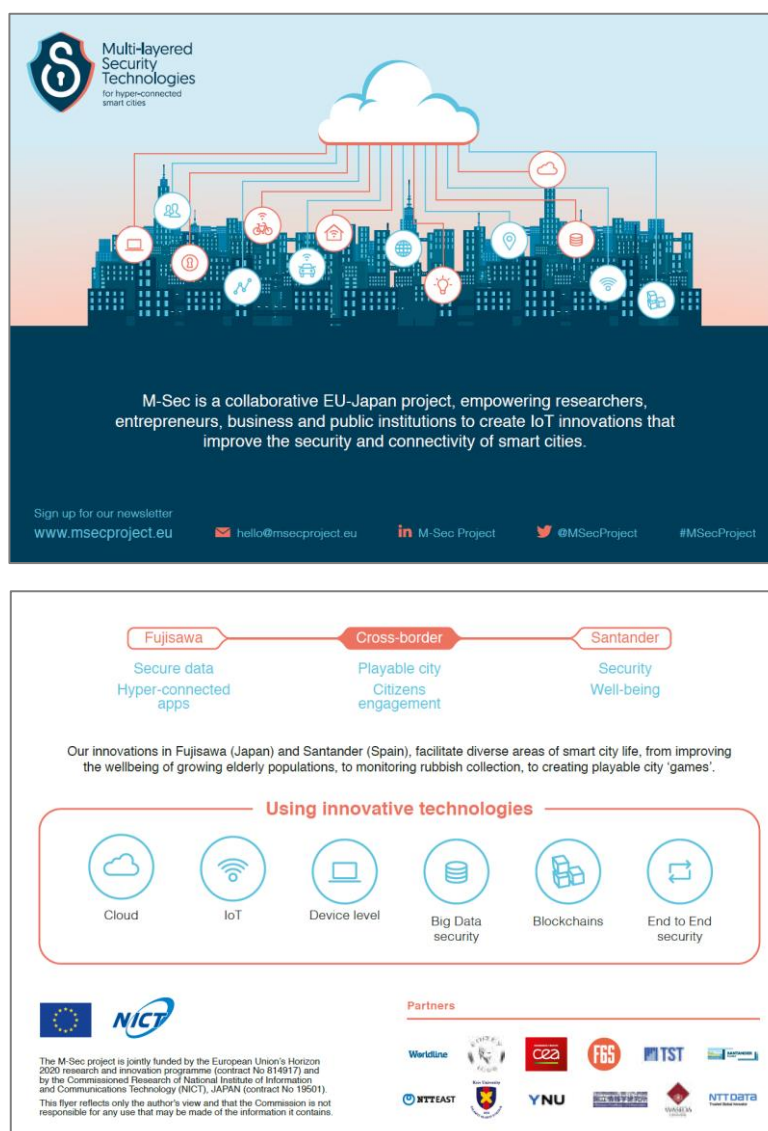 Multi-layered
Security
Technologies
for hyper-connected
smart cities
M-Sec is a collaborative EU-Japan project, empowering researchers,
entrepreneurs, business and public institutions to create IoT innovations that
improve the security and connectivity of smart cities.
Sign up for our newsletter
www.msecproject.eu
hello@msecproject.eu
in M-Sec Project
@MSecProject
#MSecProject
Fujisawa
Cross-border
Santander
Secure data
Playable city
Security
Hyper-connected
apps
Citizens
engagement
Well-being
Our innovations in Fujisawa (Japan) and Santander (Spain), facilitate diverse areas of smart city life, from improving
the wellbeing of growing elderly populations, to monitoring rubbish collection, to creating playable city ‘games’.
Using innovative technologies
Cloud
IoT
Device level
Big Data
security
Blockchains
End to End
security
NICT
The M-Sec project is jointly funded by the European Union's Horizon
2020 research and innovation programme (contract No 814917) and
by the Commissioned Research of National Institute of Information
and Communications Technology (NICT), JAPAN (contract No 19501).
This flyer reflects only the author's view and that the Commission is not
responsible for any use that may be made of the information it contains.
Partners
Worldline
cea
F6S
TST
SANTANDER
NTT EAST
YNU
WASEDA
NTT DATA